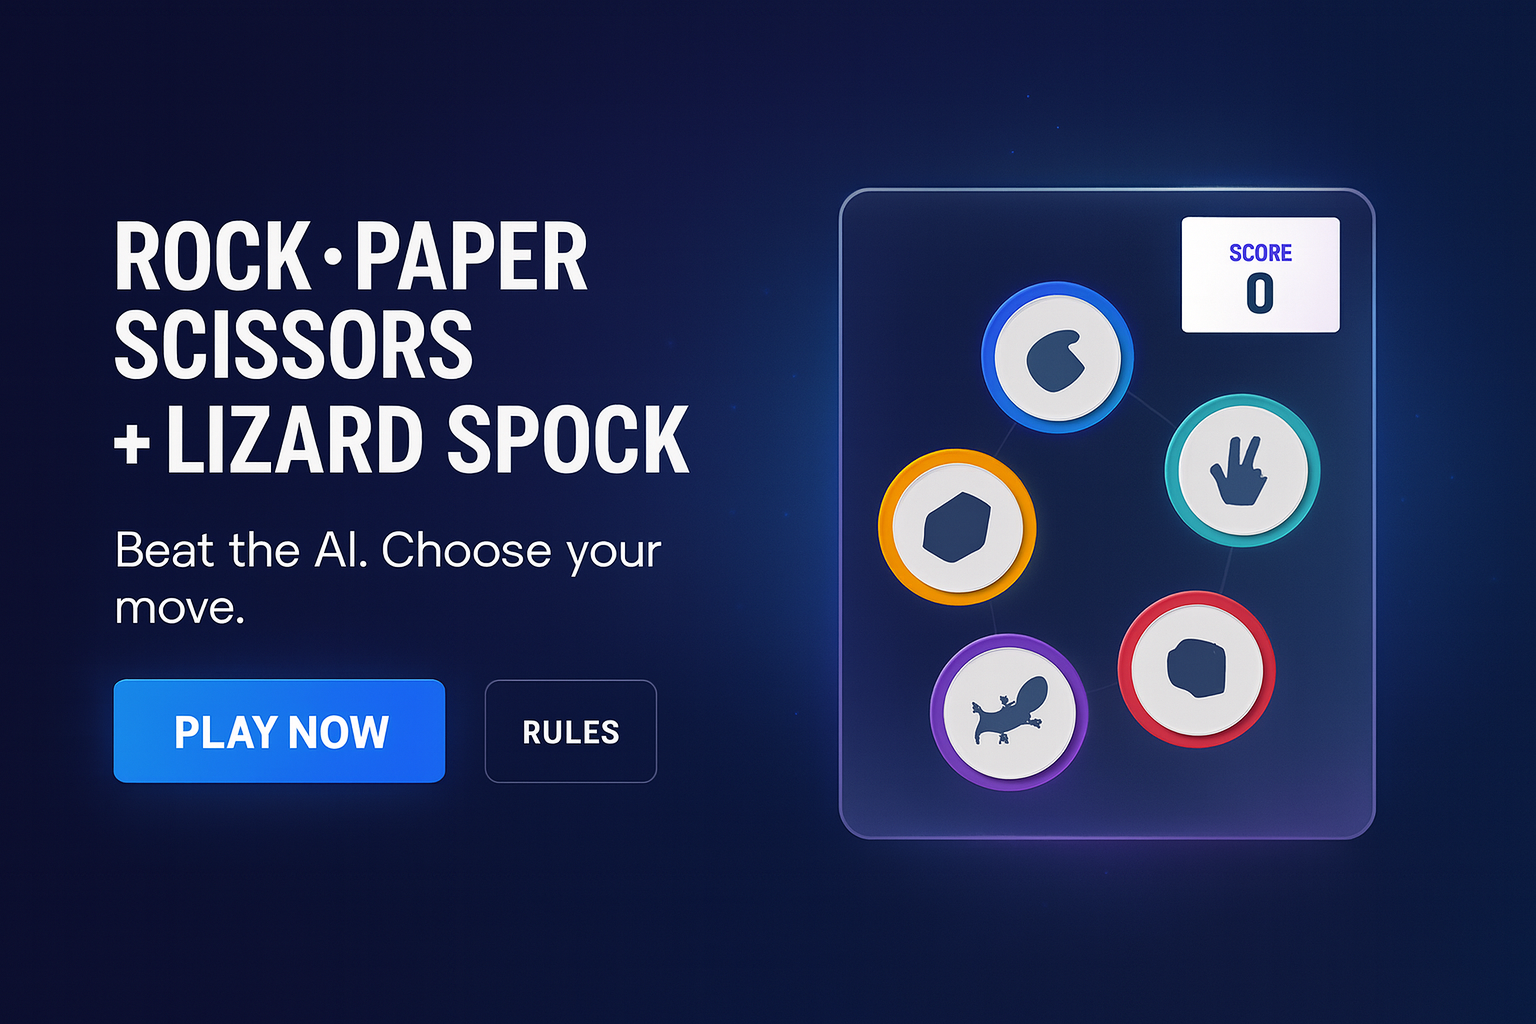 ROCK·PAPER
SCISSORS
+ LIZARD SPOCK
Beat the AI. Choose your
move.
PLAY NOW
RULES
SCORE
0